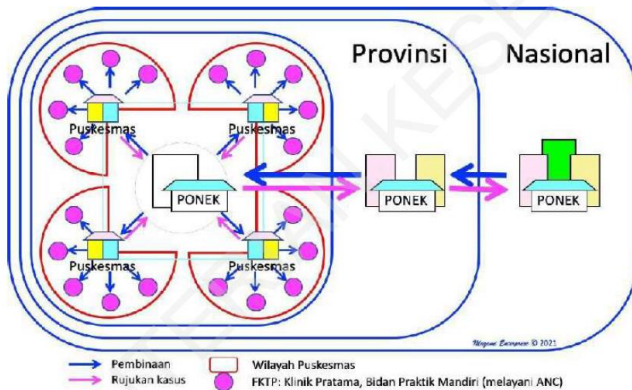 Provinsi
Nasional
Puskesmas
Puskesmas
PONEK
PONEK
PONEK
Puskesmas
Puskesmas
© 2021
Pembinaan
Wilayah Puskesmas
Rujukan kasus
FKTP: Klinik Pratama, Bidan Praktik Mandiri (melayani ANC)